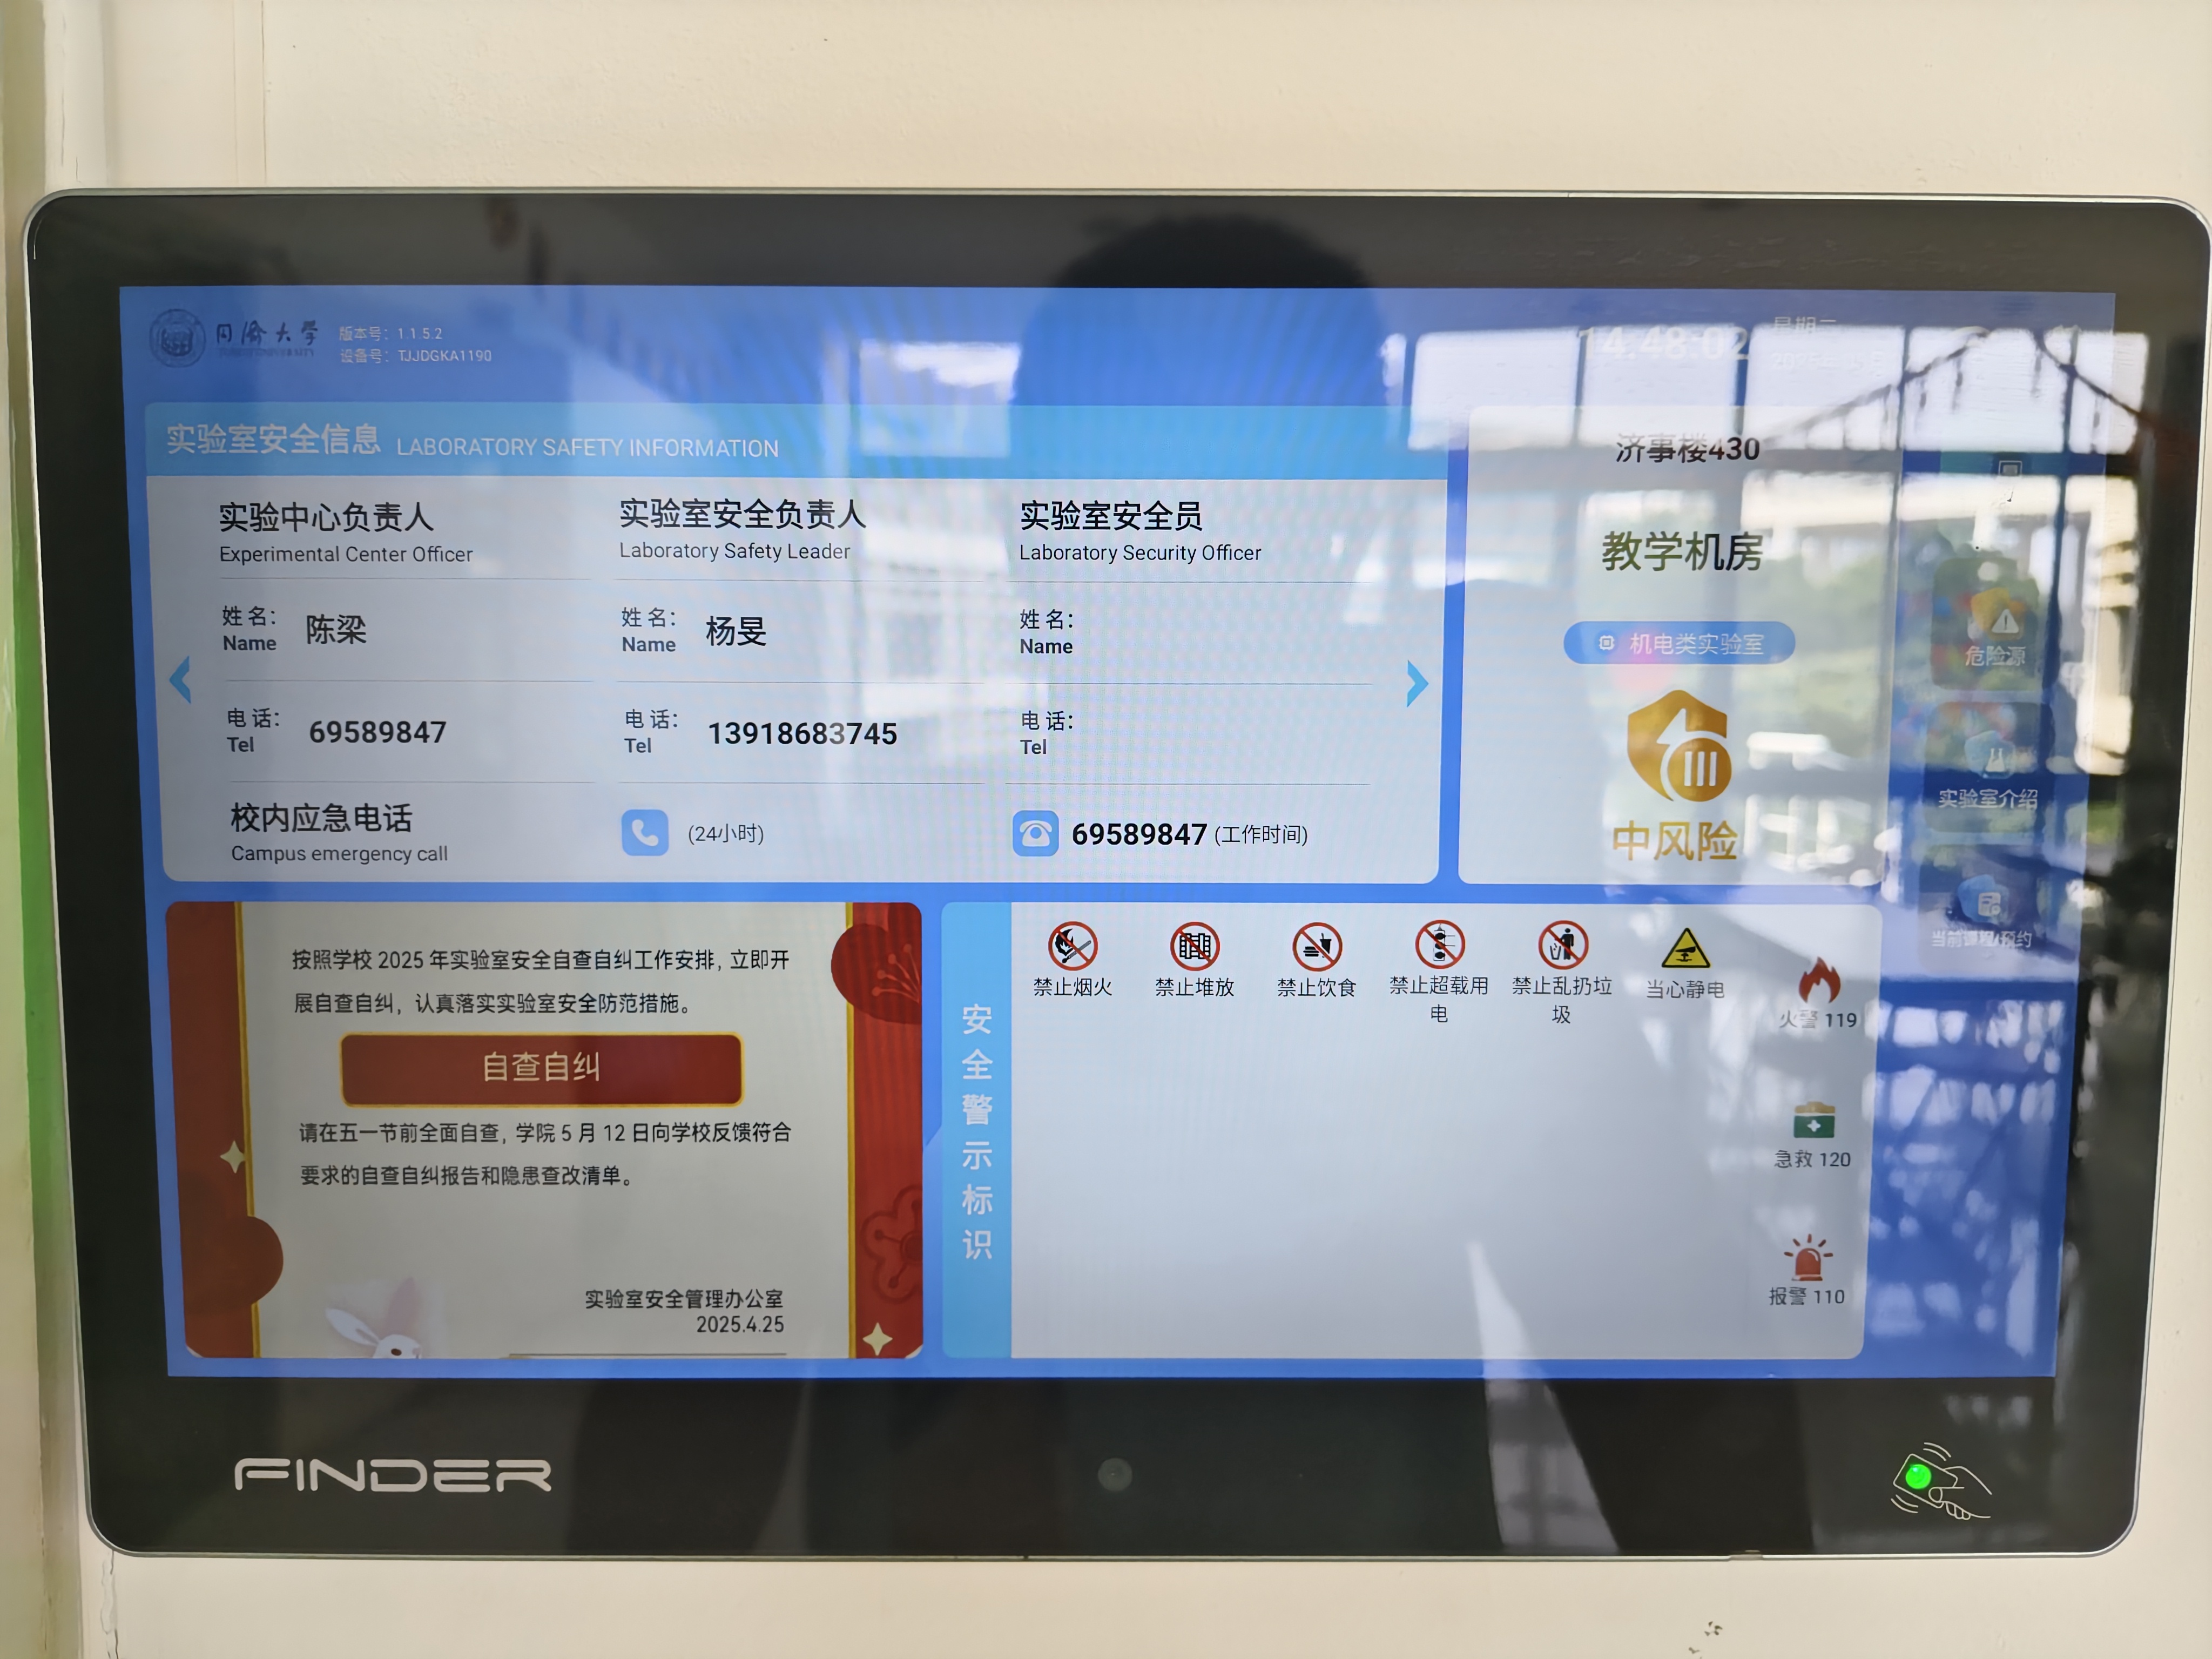 同济大学
版本号：1.1.5.2
设备号：TJJDGKA1190
14:48:02
星期二
实验室安全信息 LABORATORY SAFETY INFORMATION
实验中心负责人
Experimental Center Officer
姓名：
Name
陈梁
电话：
Tel
69589847
实验室安全负责人
Laboratory Safety Leader
姓名：
Name
杨旻
电话：
Tel
13918683745
实验室安全员
Laboratory Security Officer
姓名：
Name
电话：
Tel
校内应急电话
Campus emergency call
(24小时)
69589847 (工作时间)
济事楼430
教学机房
机电类实验室
III
中风险
危险源
实验室介绍
当前课程/预约
按照学校 2025 年实验室安全自查自纠工作安排，立即开
展自查自纠，认真落实实验室安全防范措施。
自查自纠
请在五一节前全面自查，学院 5 月 12 日向学校反馈符合
要求的自查自纠报告和隐患查改清单。
实验室安全管理办公室
2025.4.25
安全警示标识
禁止烟火
禁止堆放
禁止饮食
禁止超载用
电
禁止乱扔垃
圾
当心静电
火警 119
急救 120
报警 110
FINDER